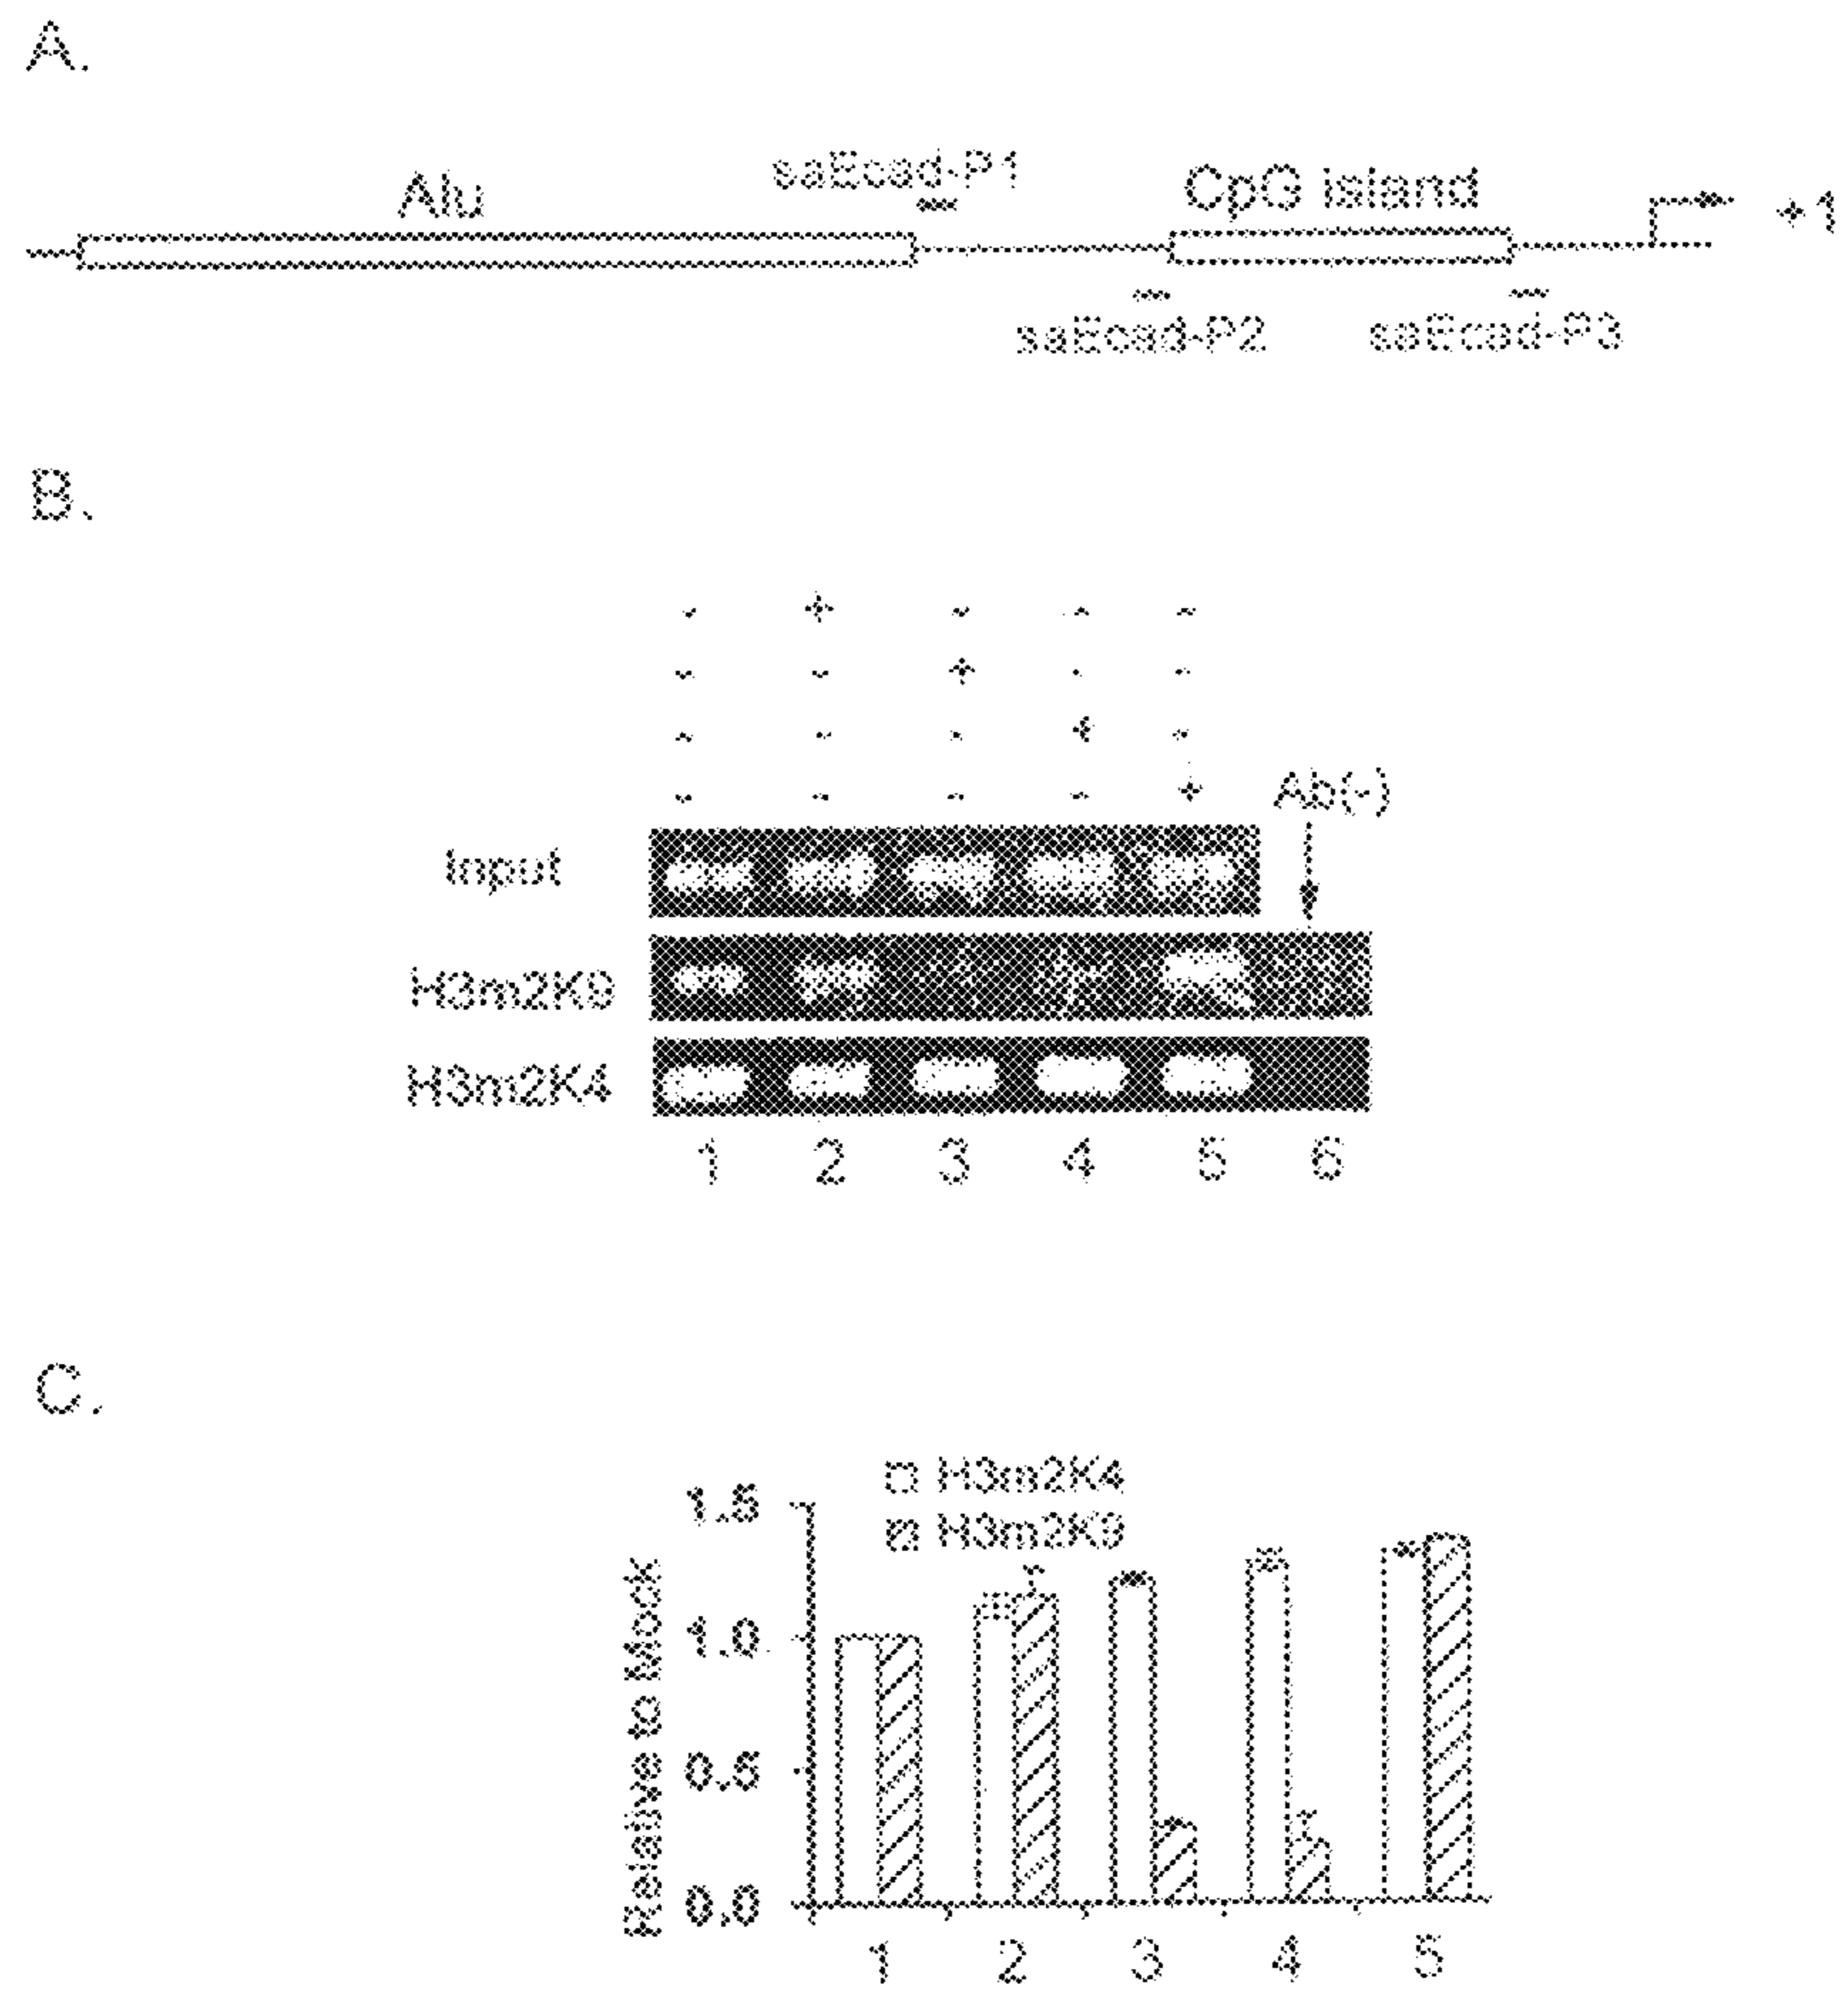 A.
Alu
saEcad-P1
CpG island
+1
saEcad-P2
saEcad-P3
B.
- + - - -
- - + - -
- - - + -
- - - - +
Ab(-)
Input
H3m2K9
H3m2K4
1 2 3 4 5 6
C.
H3m2K4
H3m2K9
Relative to Mock
1.5
1.0
0.5
0.0
1 2 3 4 5